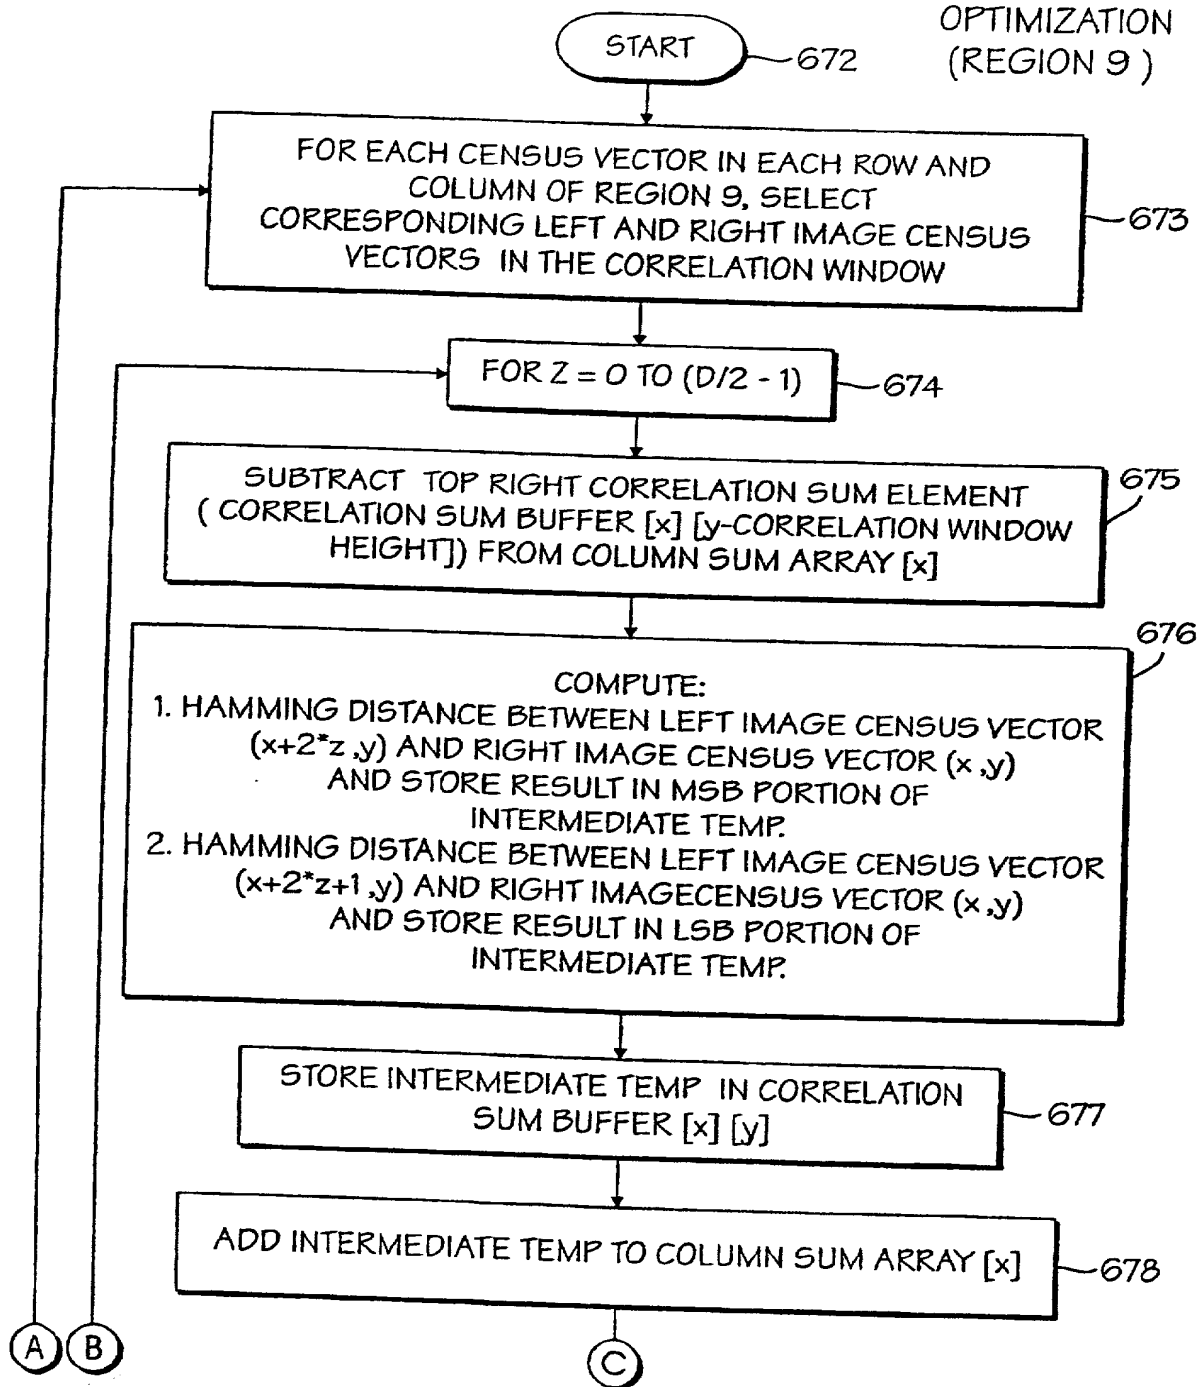 OPTIMIZATION
(REGION 9 )
START
672
FOR EACH CENSUS VECTOR IN EACH ROW AND
COLUMN OF REGION 9, SELECT
CORRESPONDING LEFT AND RIGHT IMAGE CENSUS
VECTORS IN THE CORRELATION WINDOW
673
FOR Z = 0 TO (D/2 - 1)
674
SUBTRACT TOP RIGHT CORRELATION SUM ELEMENT
( CORRELATION SUM BUFFER [x] [y-CORRELATION WINDOW
HEIGHT]) FROM COLUMN SUM ARRAY [x]
675
676
COMPUTE:
1. HAMMING DISTANCE BETWEEN LEFT IMAGE CENSUS VECTOR
(x+2*z ,y) AND RIGHT IMAGE CENSUS VECTOR (x ,y)
AND STORE RESULT IN MSB PORTION OF
INTERMEDIATE TEMP.
2. HAMMING DISTANCE BETWEEN LEFT IMAGE CENSUS VECTOR
(x+2*z+1 ,y) AND RIGHT IMAGECENSUS VECTOR (x ,y)
AND STORE RESULT IN LSB PORTION OF
INTERMEDIATE TEMP.
STORE INTERMEDIATE TEMP IN CORRELATION
SUM BUFFER [x] [y]
677
ADD INTERMEDIATE TEMP TO COLUMN SUM ARRAY [x]
678
A B C